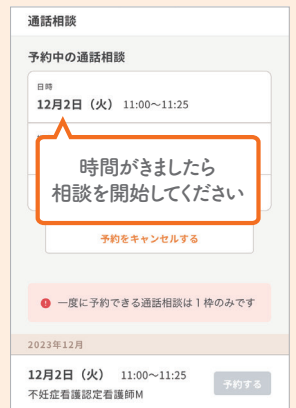 通話相談
予約中の通話相談
日時
12月2日（火） 11:00〜11:25
時間がきましたら
相談を開始してください
予約をキャンセルする
一度に予約できる通話相談は1枠のみです
2023年12月
12月2日（火） 11:00〜11:25
予約する
不妊症看護認定看護師M